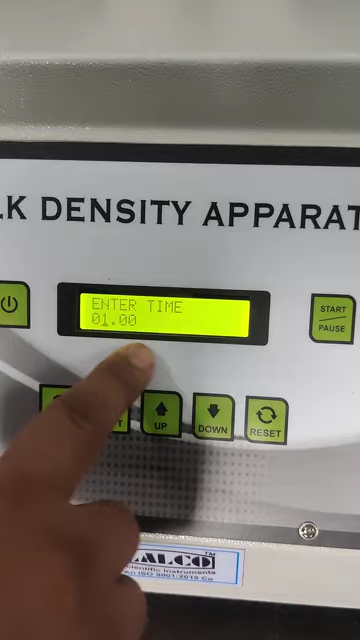 LK DENSITY APPARAT
ENTER TIME
01.00
START
PAUSE
UP
DOWN
RESET
ALCO™
Scientific Instruments
An ISO 9001:2015 Co